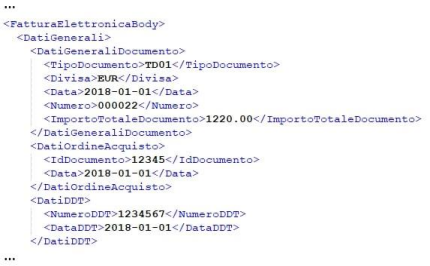 ...
<FatturaElettronicaBody>
<DatiGenerali>
<DatiGeneraliDocumento>
<TipoDocumento>TD01</TipoDocumento>
<Divisa>EUR</Divisa>
<Data>2018-01-01</Data>
<Numero>000022</Numero>
<ImportoTotaleDocumento>1220.00</ImportoTotaleDocumento>
</DatiGeneraliDocumento>
<DatiOrdineAcquisto>
<IdDocumento>12345</IdDocumento>
<Data>2018-01-01</Data>
</DatiOrdineAcquisto>
<DatiDDT>
<NumeroDDT>1234567</NumeroDDT>
<DataDDT>2018-01-01</DataDDT>
</DatiDDT>
...